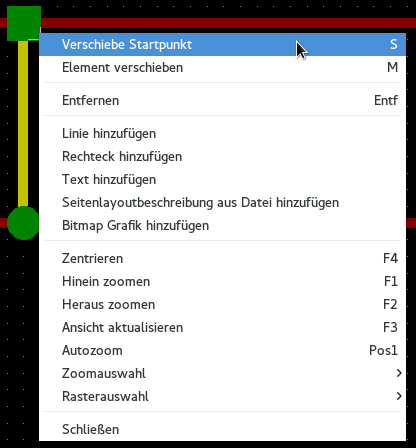 Verschiebe Startpunkt S
Element verschieben M
Entfernen Entf
Linie hinzufügen
Rechteck hinzufügen
Text hinzufügen
Seitenlayoutbeschreibung aus Datei hinzufügen
Bitmap Grafik hinzufügen
Zentrieren F4
Hinein zoomen F1
Heraus zoomen F2
Ansicht aktualisieren F3
Autozoom Pos1
Zoomauswahl
Rasterauswahl
Schließen